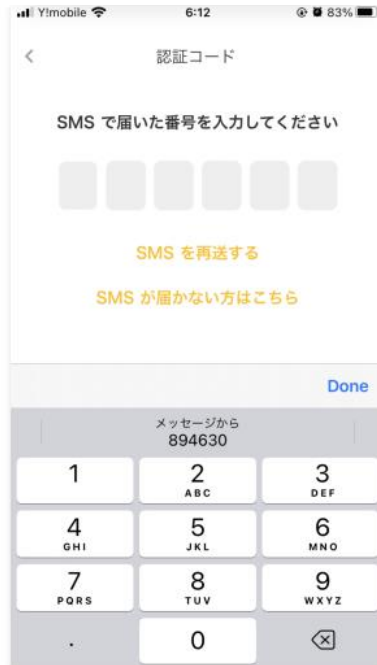 Y!mobile 6:12 83%
認証コード
SMS で届いた番号を入力してください
SMS を再送する
SMS が届かない方はこちら
Done
メッセージから
894630
1 2 3
ABC DEF
4 5 6
GHI JKL MNO
7 8 9
PQRS TUV WXYZ
. 0